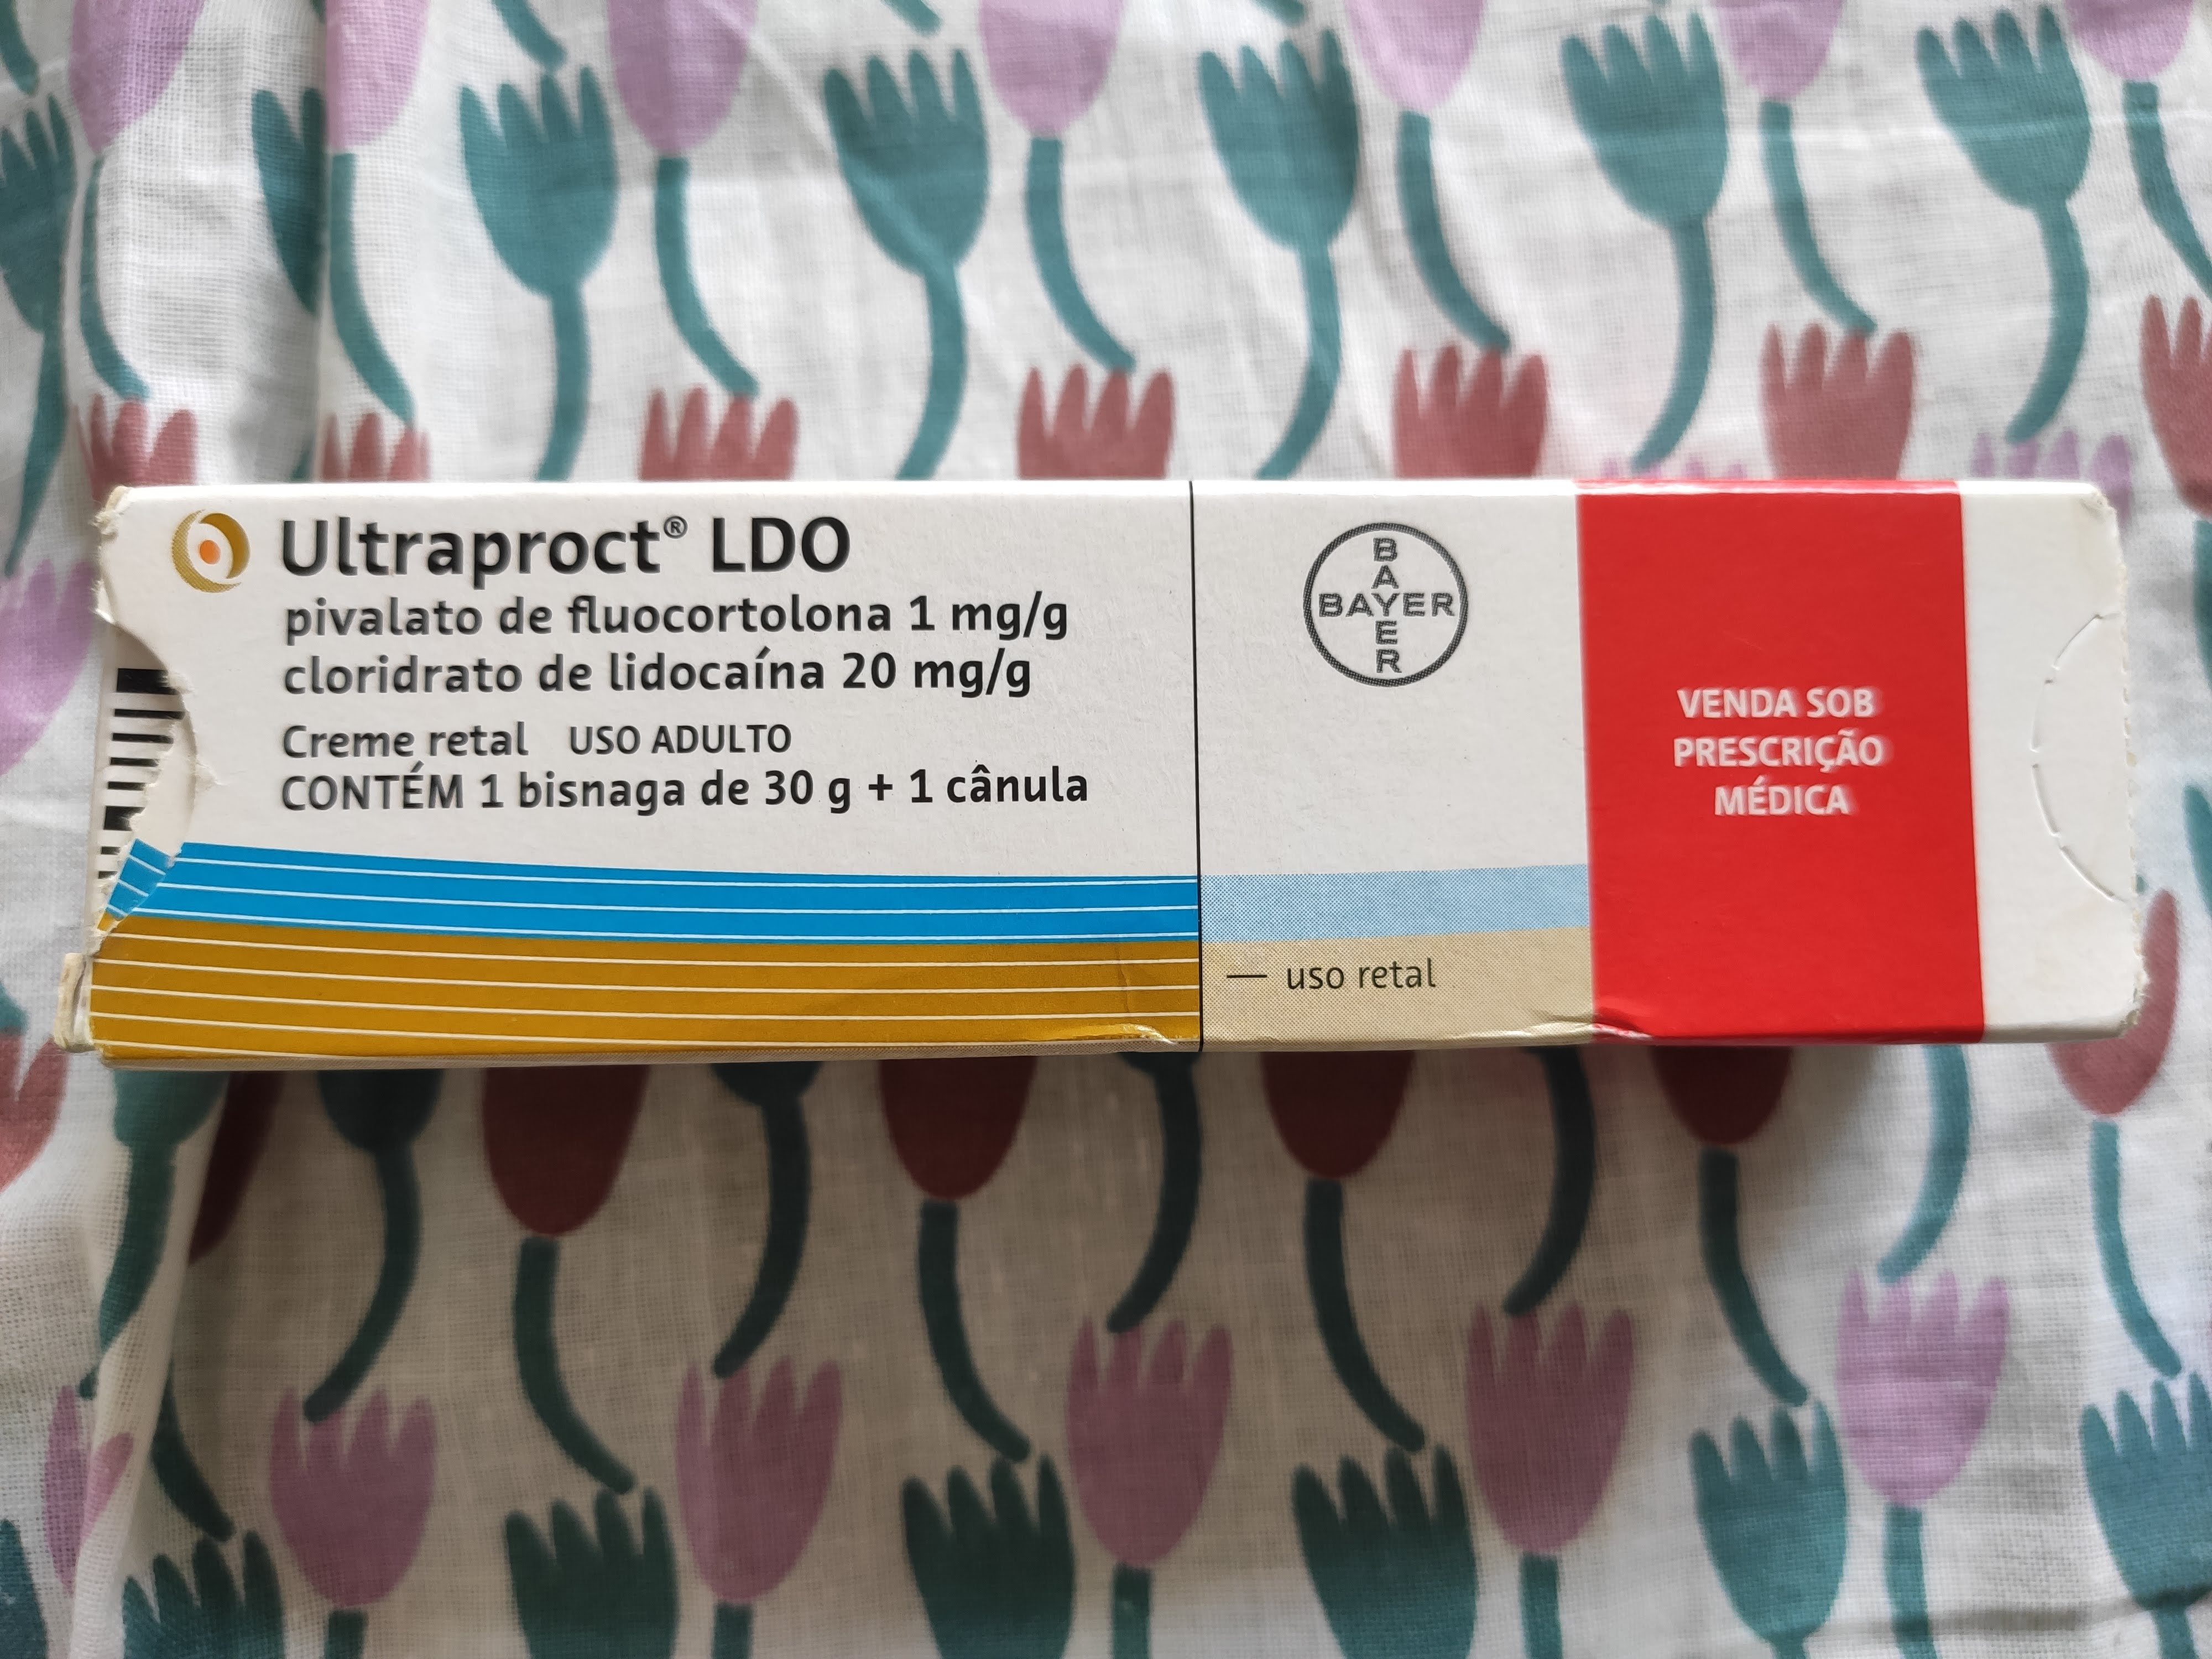 Ultraproct® LDO
pivalato de fluocortolona 1 mg/g
cloridrato de lidocaína 20 mg/g
Creme retal USO ADULTO
CONTÉM 1 bisnaga de 30 g + 1 cânula
BAYER
BAYER
— uso retal
VENDA SOB
PRESCRIÇÃO
MÉDICA